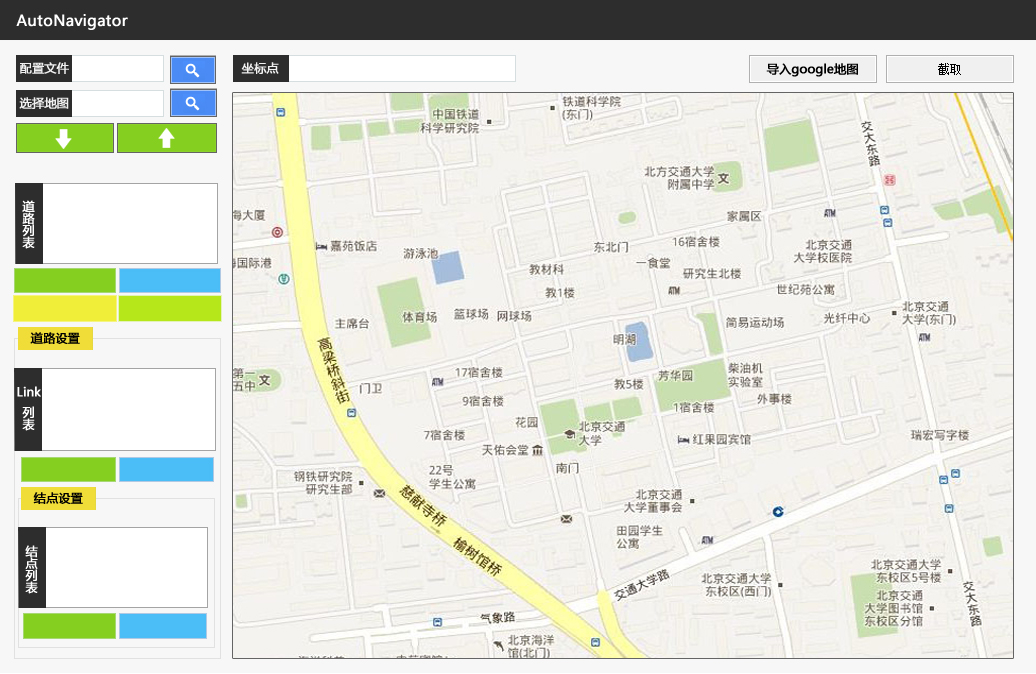 AutoNavigator
配置文件
坐标点
导入google地图
截取
选择地图
道路列表
道路设置
Link
列表
结点设置
结点列表
中国铁道
科学研究院
铁道科学院
(东门)
交大东路
北方交通大学
附属中学
文
海大厦
家属区
ATM
嘉苑饭店
游泳池
东北门
16宿舍楼
北京交通
大学校医院
国际港
教材科
一食堂
研究生北楼
ATM
教1楼
世纪苑公寓
主席台
体育场
篮球场
网球场
简易运动场
光纤中心
北京交通
大学(东门)
ATM
高梁桥斜街
明湖
第一
五中
文
门卫
17宿舍楼
ATM
教5楼
芳华园
柴油机
实验室
9宿舍楼
外事楼
1宿舍楼
花园
7宿舍楼
北京交通
大学
天佑会堂
红果园宾馆
瑞宏写字楼
南门
钢铁研究院
研究生部
22号
学生公寓
慈献寺桥
北京交通
大学董事会
田园学生
公寓
ATM
榆树馆桥
交通大学路
北京交通大学
东校区(西门)
北京交通大学
东校区5号楼
北京交通
大学图书馆
东校区分馆
交大东路
气象路
北京海洋
馆(北门)